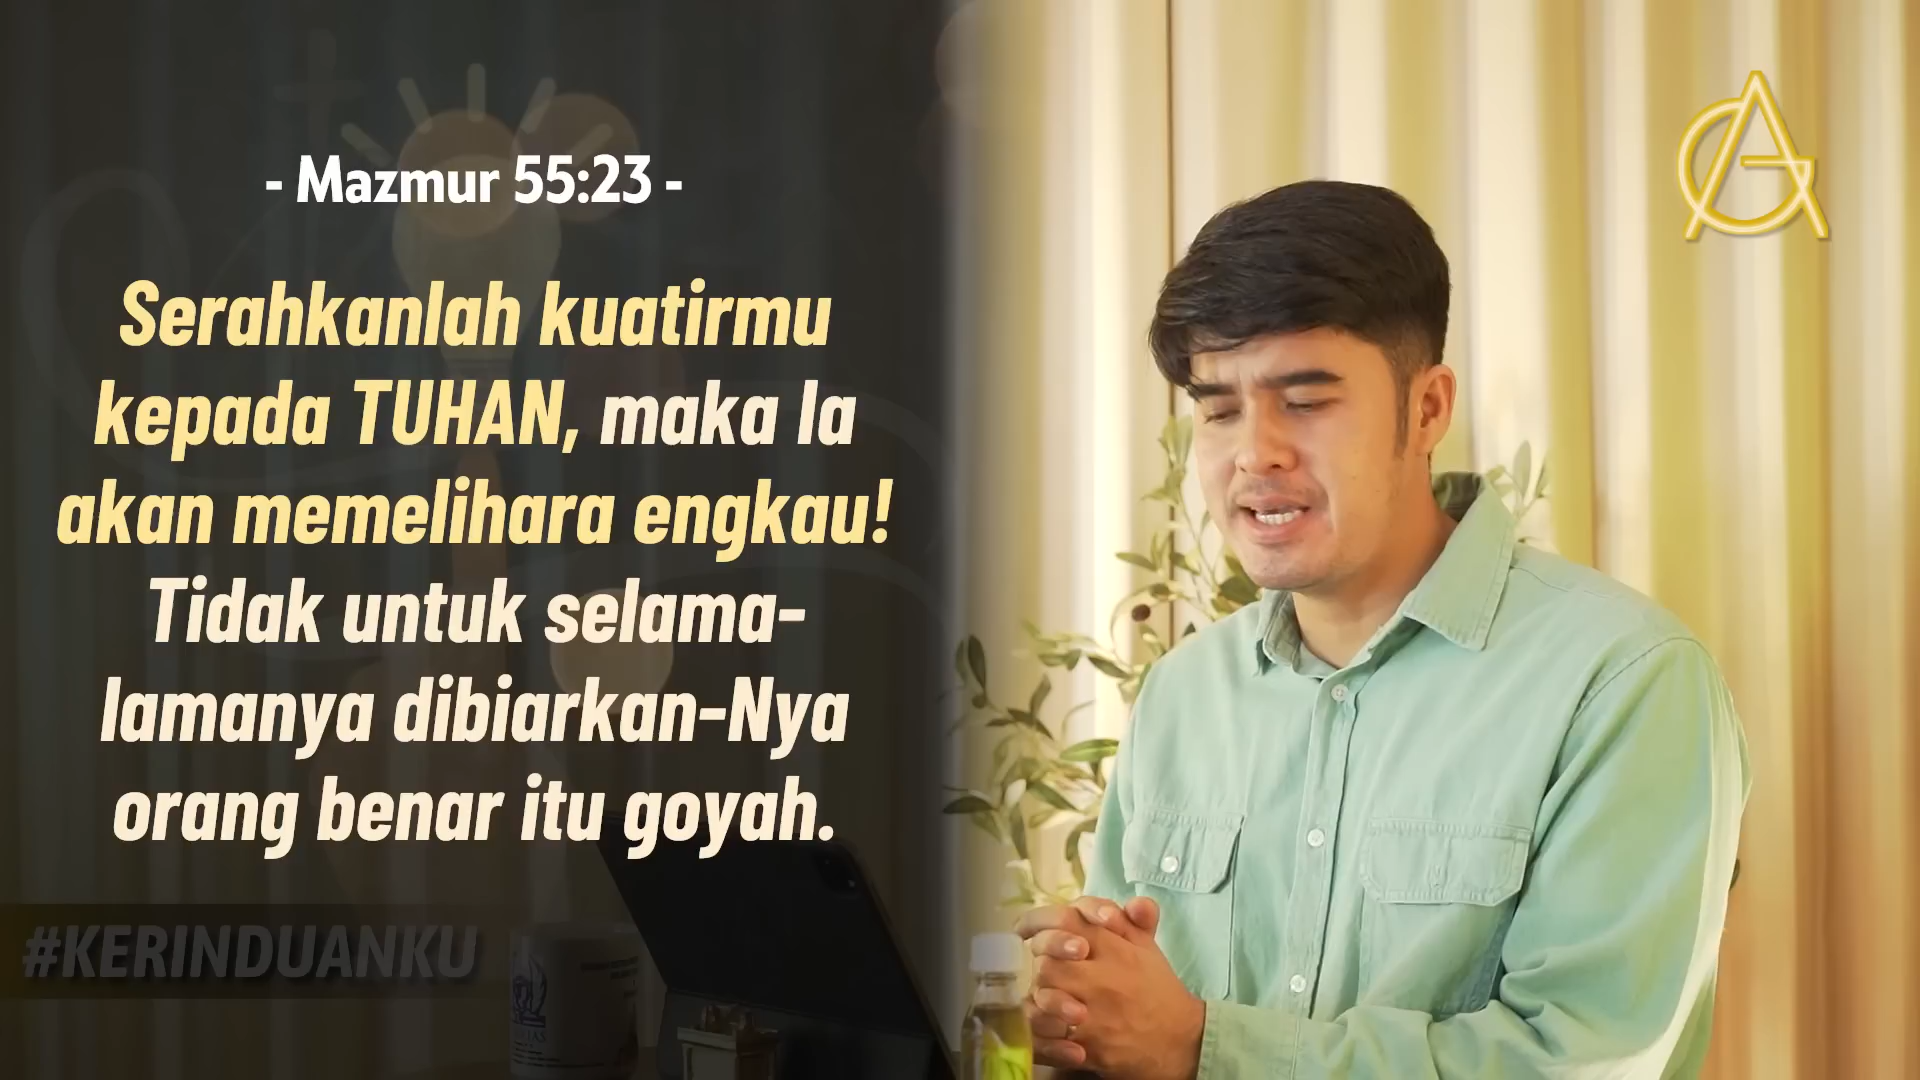 - Mazmur 55:23 -
Serahkanlah kuatirmu
kepada TUHAN, maka Ia
akan memelihara engkau!
Tidak untuk selama-
lamanya dibiarkan-Nya
orang benar itu goyah.
#KERINDUANKU